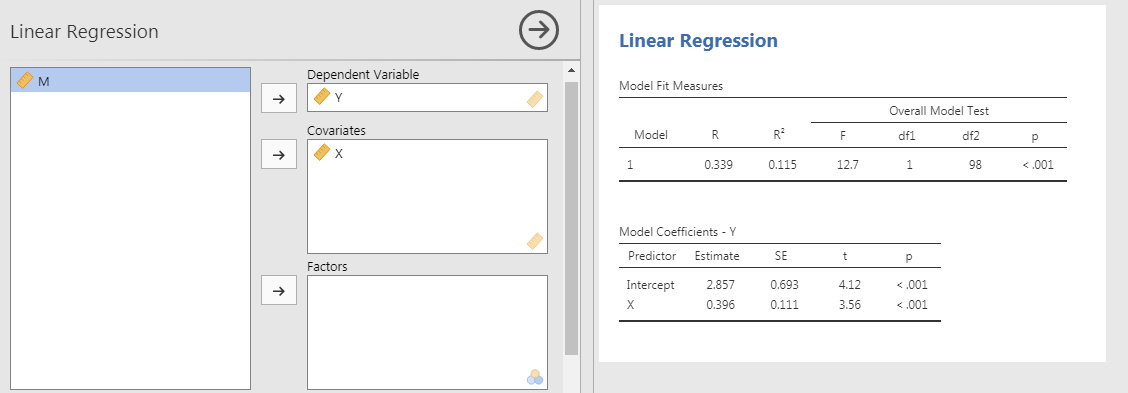 Linear Regression
M
Dependent Variable
Y
Covariates
X
Factors
Linear Regression
Model Fit Measures
Overall Model Test
Model R R² F df1 df2 p
1 0.339 0.115 12.7 1 98 < .001
Model Coefficients - Y
Predictor Estimate SE t p
Intercept 2.857 0.693 4.12 < .001
X 0.396 0.111 3.56 < .001